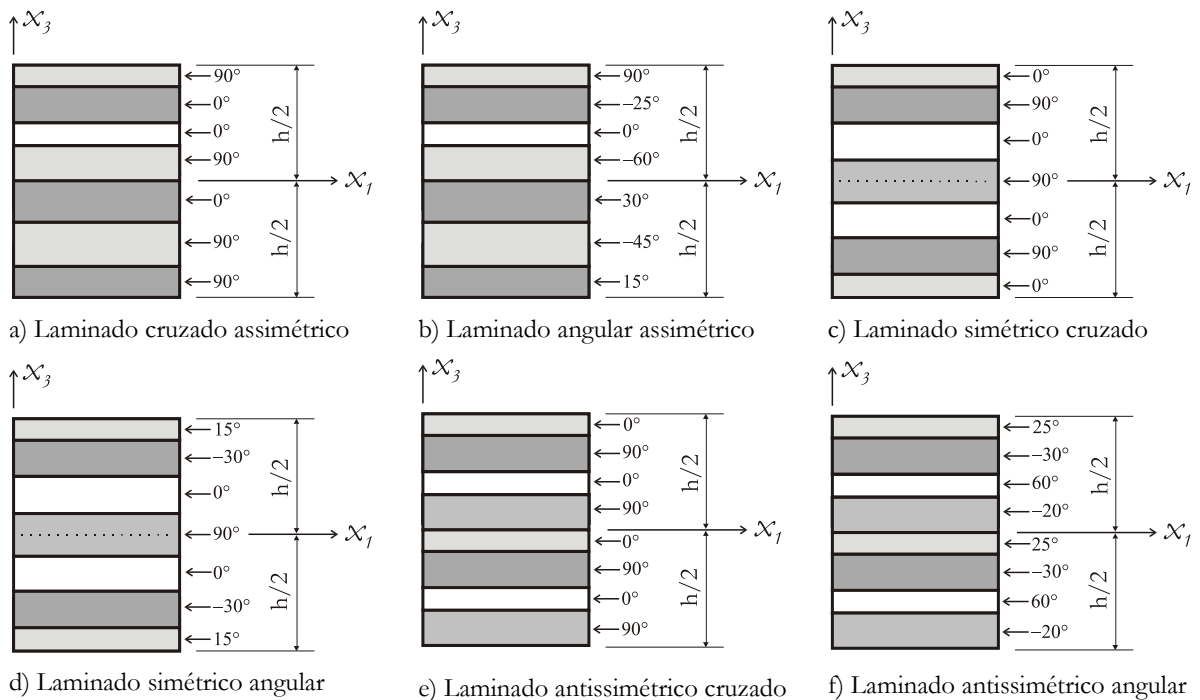 x3
90°
0°
0°
90°
0°
90°
90°
h/2
h/2
x1
a) Laminado cruzado assimétrico
x3
90°
–25°
0°
–60°
30°
–45°
15°
h/2
h/2
x1
b) Laminado angular assimétrico
x3
0°
90°
0°
90°
0°
90°
0°
h/2
h/2
x1
c) Laminado simétrico cruzado
x3
15°
–30°
0°
90°
0°
–30°
15°
h/2
h/2
x1
d) Laminado simétrico angular
x3
0°
90°
0°
90°
0°
90°
0°
90°
h/2
h/2
x1
e) Laminado antissimétrico cruzado
x3
25°
–30°
60°
–20°
25°
–30°
60°
–20°
h/2
h/2
x1
f) Laminado antissimétrico angular